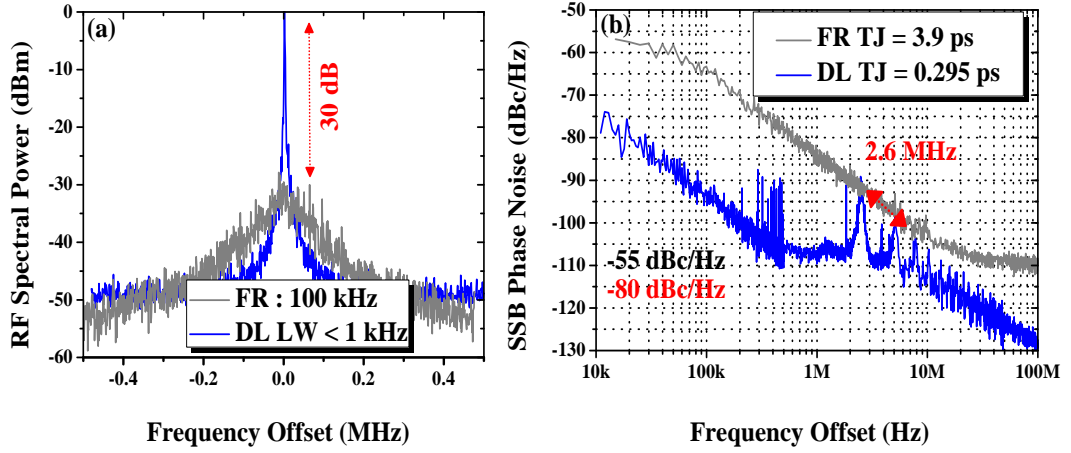 (a)
0
-10
-20
-30
-40
-50
-60
RF Spectral Power (dBm)
30 dB
FR : 100 kHz
DL LW < 1 kHz
-0.4 -0.2 0.0 0.2 0.4
Frequency Offset (MHz)
(b)
-50
-60
-70
-80
-90
-100
-110
-120
-130
SSB Phase Noise (dBc/Hz)
FR TJ = 3.9 ps
DL TJ = 0.295 ps
2.6 MHz
-55 dBc/Hz
-80 dBc/Hz
10k 100k 1M 10M 100M
Frequency Offset (Hz)